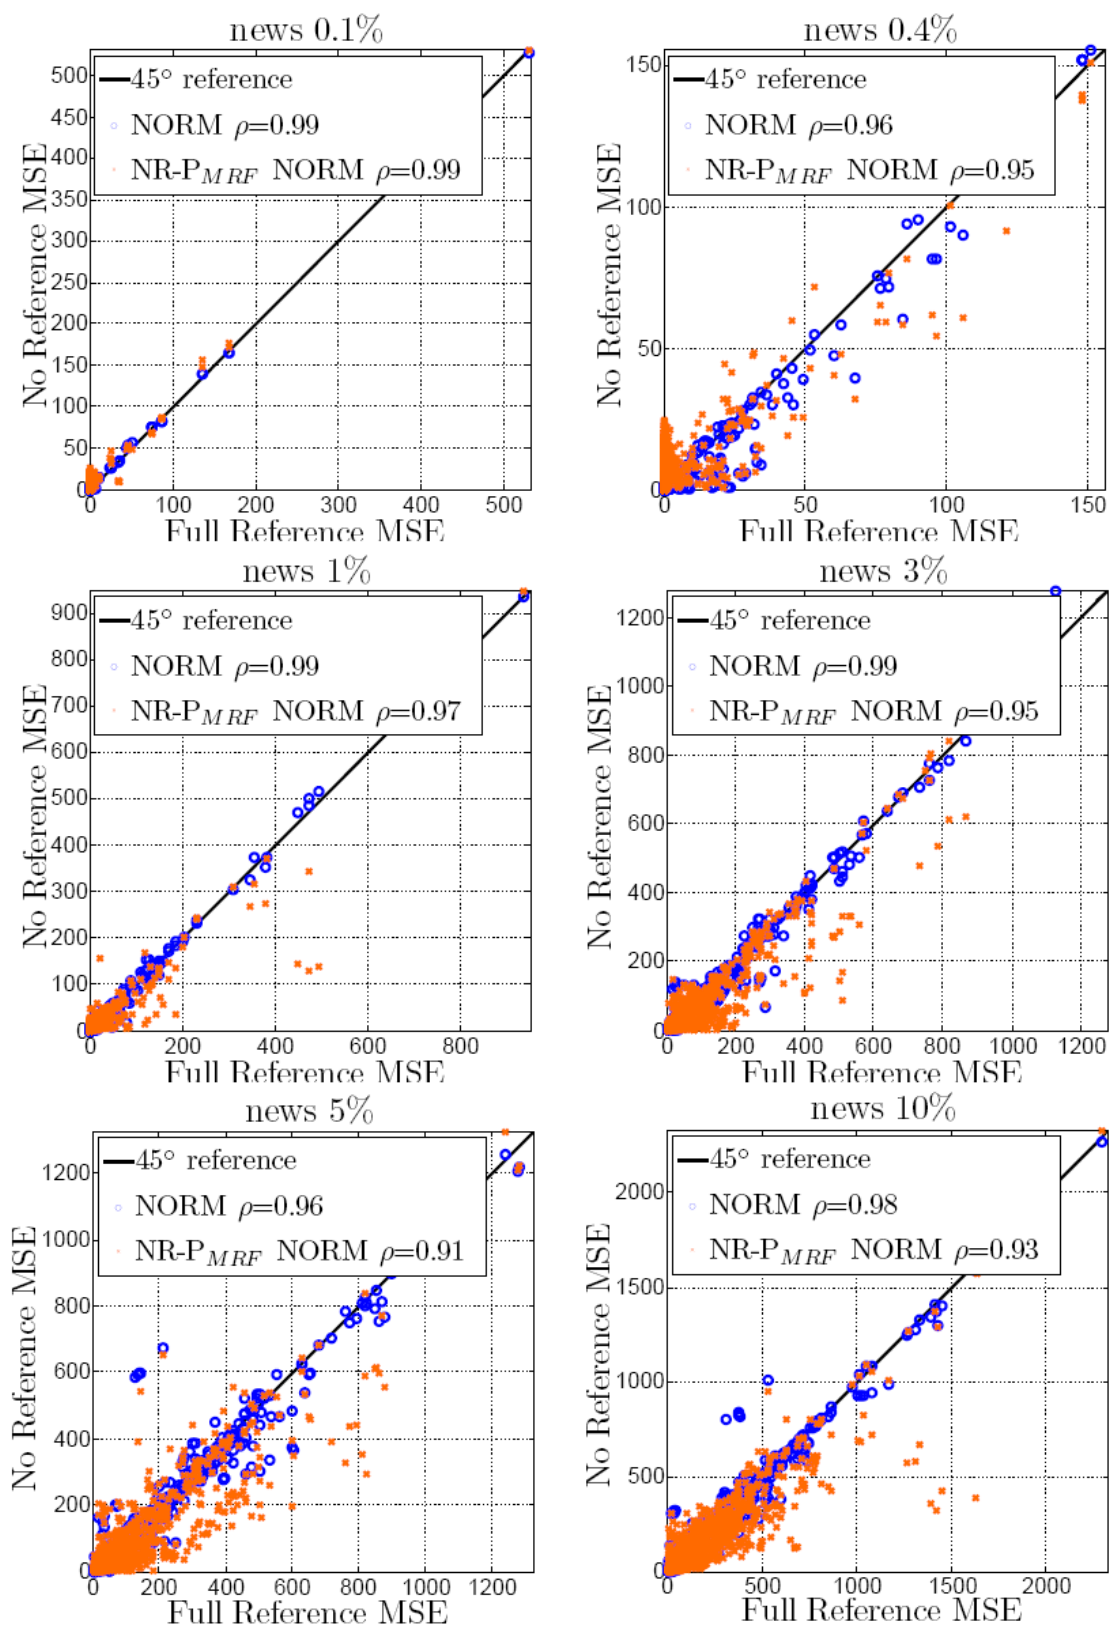 news 0.1%
500
450
400
350
300
250
200
150
100
50
0
No Reference MSE
45° reference
NORM ρ=0.99
NR-P_MRF NORM ρ=0.99
0 100 200 300 400 500
Full Reference MSE
news 0.4%
150
100
50
0
No Reference MSE
45° reference
NORM ρ=0.96
NR-P_MRF NORM ρ=0.95
0 50 100 150
Full Reference MSE
news 1%
900
800
700
600
500
400
300
200
100
0
No Reference MSE
45° reference
NORM ρ=0.99
NR-P_MRF NORM ρ=0.97
0 200 400 600 800
Full Reference MSE
news 3%
1200
1000
800
600
400
200
0
No Reference MSE
45° reference
NORM ρ=0.99
NR-P_MRF NORM ρ=0.95
0 200 400 600 800 1000 1200
Full Reference MSE
news 5%
1200
1000
800
600
400
200
0
No Reference MSE
45° reference
NORM ρ=0.96
NR-P_MRF NORM ρ=0.91
0 200 400 600 800 1000 1200
Full Reference MSE
news 10%
2000
1500
1000
500
0
No Reference MSE
45° reference
NORM ρ=0.98
NR-P_MRF NORM ρ=0.93
0 500 1000 1500 2000
Full Reference MSE